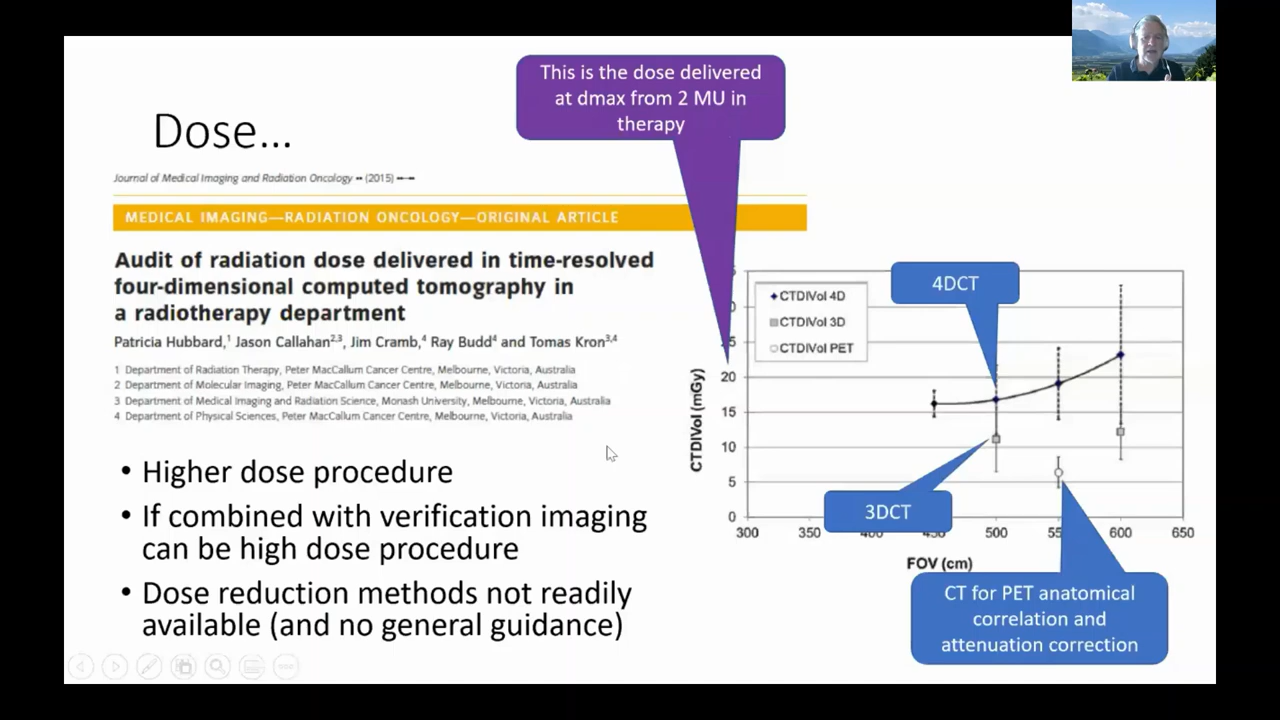 This is the dose delivered
at dmax from 2 MU in
therapy
Dose...
Journal of Medical Imaging and Radiation Oncology •• (2015) ••–••
MEDICAL IMAGING—RADIATION ONCOLOGY—ORIGINAL ARTICLE
Audit of radiation dose delivered in time-resolved
four-dimensional computed tomography in
a radiotherapy department
Patricia Hubbard,¹ Jason Callahan²,³, Jim Cramb,⁴ Ray Budd⁴ and Tomas Kron³,⁴
1 Department of Radiation Therapy, Peter MacCallum Cancer Centre, Melbourne, Victoria, Australia
2 Department of Molecular Imaging, Peter MacCallum Cancer Centre, Melbourne, Victoria, Australia
3 Department of Medical Imaging and Radiation Science, Monash University, Melbourne, Victoria, Australia
4 Department of Physical Sciences, Peter MacCallum Cancer Centre, Melbourne, Victoria, Australia
• Higher dose procedure
• If combined with verification imaging
can be high dose procedure
• Dose reduction methods not readily
available (and no general guidance)
4DCT
CTDIVol 4D
CTDIVol 3D
CTDIVol PET
CTDIVol (mGy)
20
15
10
5
0
3DCT
300 350 400 450 500 55 600 650
FOV (cm)
CT for PET anatomical
correlation and
attenuation correction